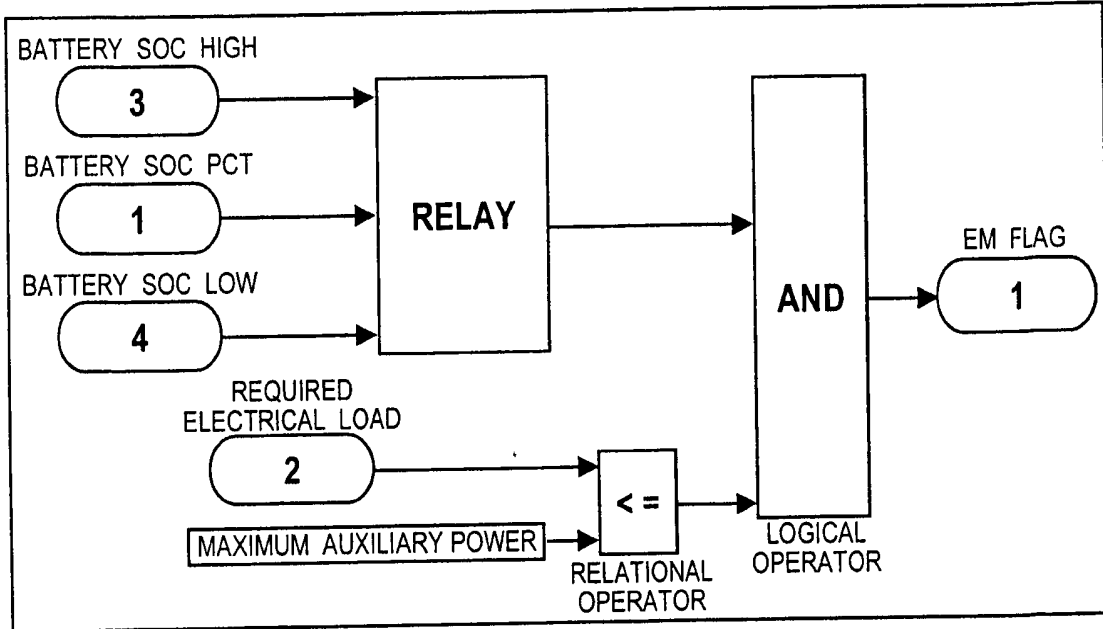 BATTERY SOC HIGH
3
BATTERY SOC PCT
1
RELAY
BATTERY SOC LOW
4
AND
EM FLAG
1
REQUIRED
ELECTRICAL LOAD
2
< =
MAXIMUM AUXILIARY POWER
RELATIONAL
OPERATOR
LOGICAL
OPERATOR